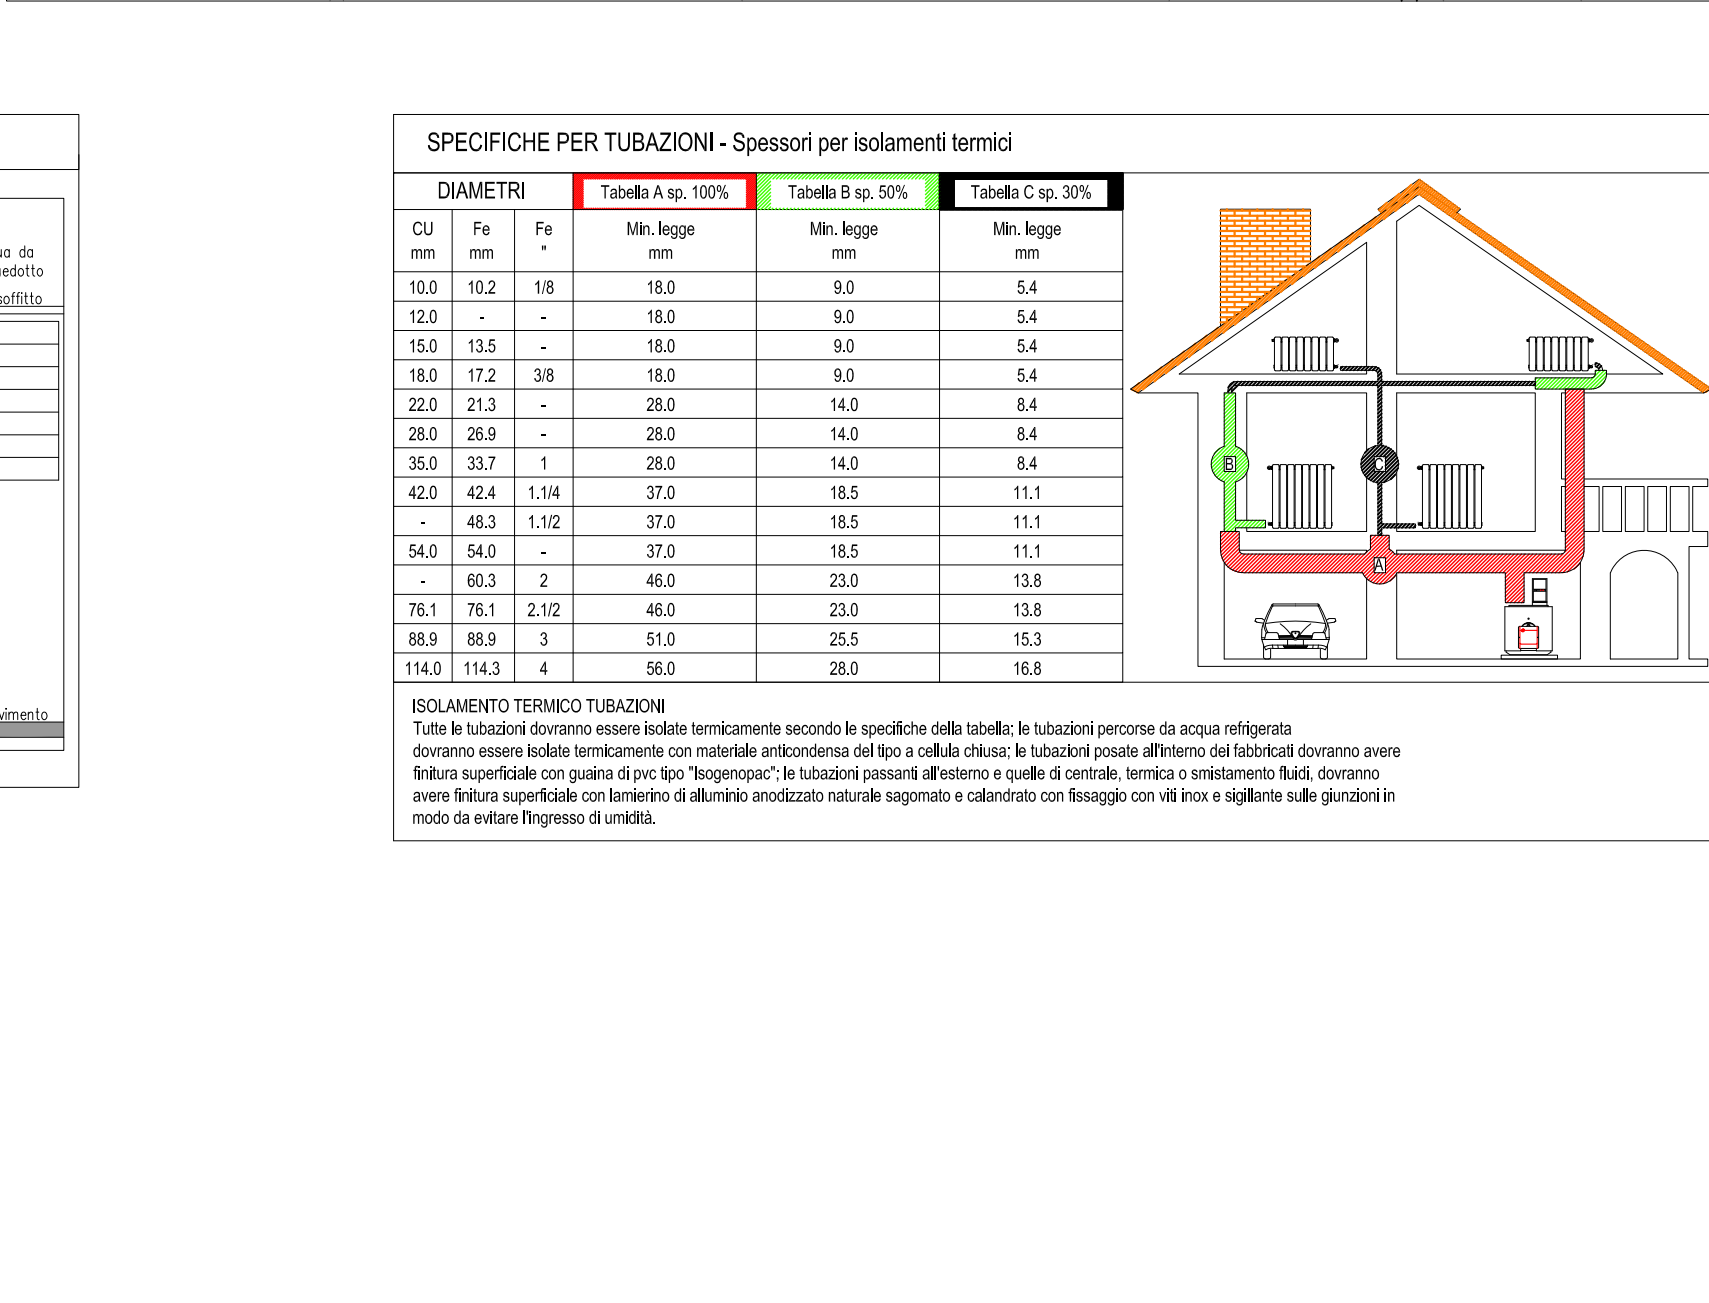 da
soffitto
SPECIFICHE PER TUBAZIONI - Spessori per isolamenti termici
DIAMETRI Tabella A sp. 100% Tabella B sp. 50% Tabella C sp. 30%
CU Fe Fe Min. legge Min. legge Min. legge
mm mm " mm mm mm
10.0 10.2 1/8 18.0 9.0 5.4
12.0 - - 18.0 9.0 5.4
15.0 13.5 - 18.0 9.0 5.4
18.0 17.2 3/8 18.0 9.0 5.4
22.0 21.3 - 28.0 14.0 8.4
28.0 26.9 - 28.0 14.0 8.4
35.0 33.7 1 28.0 14.0 8.4
42.0 42.4 1.1/4 37.0 18.5 11.1
- 48.3 1.1/2 37.0 18.5 11.1
54.0 54.0 - 37.0 18.5 11.1
- 60.3 2 46.0 23.0 13.8
76.1 76.1 2.1/2 46.0 23.0 13.8
88.9 88.9 3 51.0 25.5 15.3
114.0 114.3 4 56.0 28.0 16.8
B
C
A
ISOLAMENTO TERMICO TUBAZIONI
Tutte le tubazioni dovranno essere isolate termicamente secondo le specifiche della tabella; le tubazioni percorse da acqua refrigerata
dovranno essere isolate termicamente con materiale anticondensa del tipo a cellula chiusa; le tubazioni posate all'interno dei fabbricati dovranno avere
finitura superficiale con guaina di pvc tipo "Isogenopac"; le tubazioni passanti all'esterno e quelle di centrale, termica o smistamento fluidi, dovranno
avere finitura superficiale con lamierino di alluminio anodizzato naturale sagomato e calandrato con fissaggio con viti inox e sigillante sulle giunzioni in
modo da evitare l'ingresso di umidità.